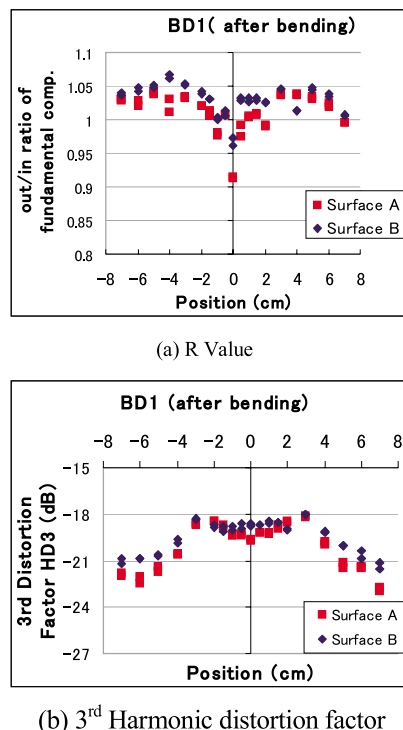 BD1( after bending)
out/in ratio of
fundamental comp.
1.1
1.05
1
0.95
0.9
0.85
0.8
-8 -6 -4 -2 0 2 4 6 8
Surface A
Surface B
Position (cm)
(a) R Value
BD1 (after bending)
-8 -6 -4 -2 0 2 4 6 8
3rd Distortion
Factor HD3 (dB)
-15
-18
-21
-24
-27
Surface A
Surface B
Position (cm)
(b) 3rd Harmonic distortion factor